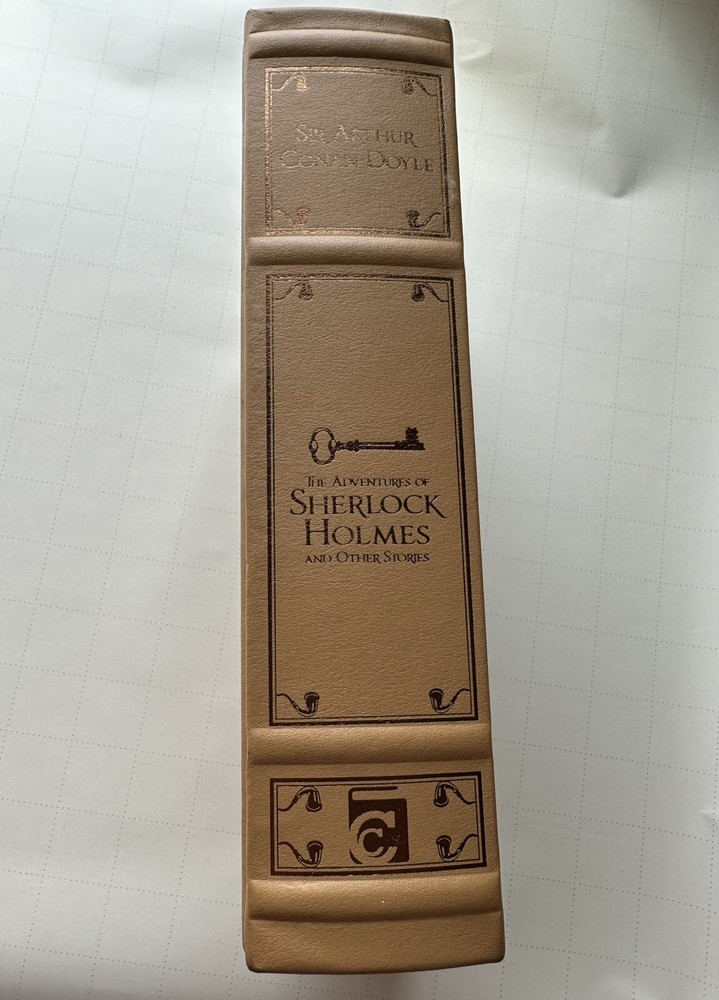 Sir Arthur
Conan Doyle
The Adventures of
Sherlock
Holmes
and Other Stories